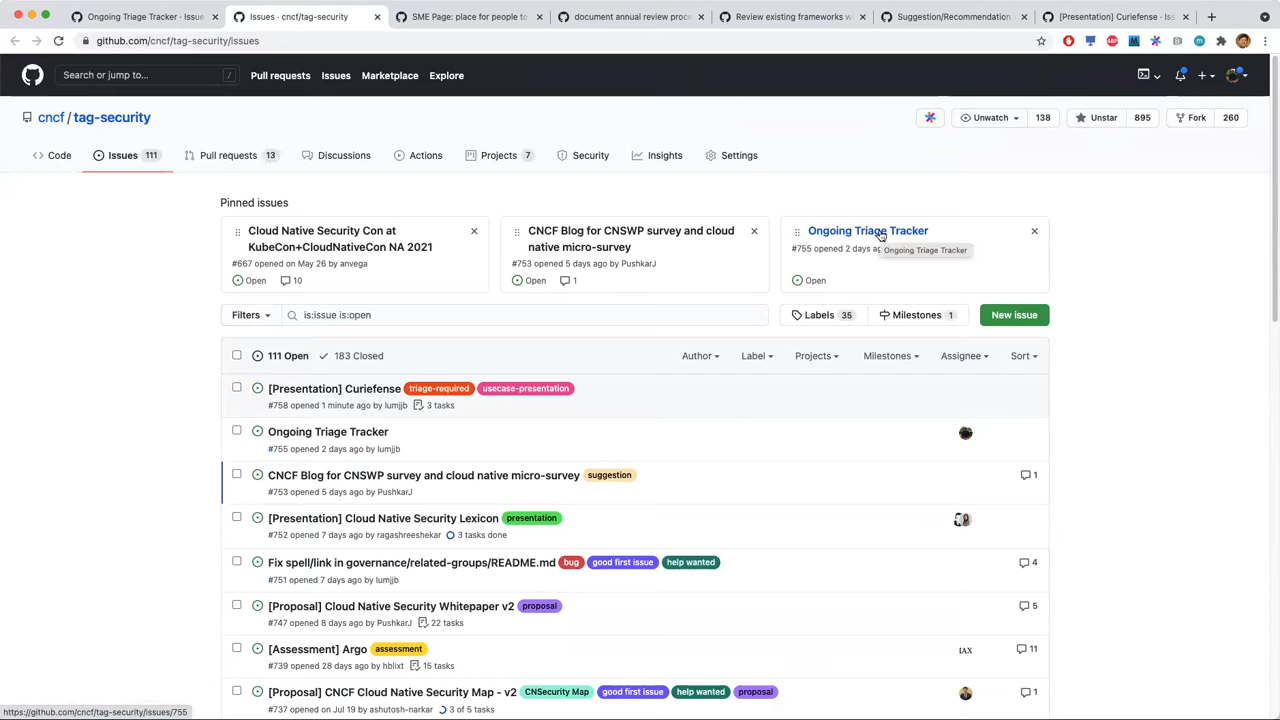 Ongoing Triage Tracker · Issue
Issues · cncf/tag-security
SME Page: place for people to
document annual review proc
Review existing frameworks w
Suggestion/Recommendation
[Presentation] Curiefense · Iss
github.com/cncf/tag-security/issues
Search or jump to... /
Pull requests
Issues
Marketplace
Explore
cncf / tag-security
Unwatch 138
Unstar 895
Fork 260
Code
Issues 111
Pull requests 13
Discussions
Actions
Projects 7
Security
Insights
Settings
Pinned issues
Cloud Native Security Con at
KubeCon+CloudNativeCon NA 2021
#667 opened on May 26 by anvega
Open 10
CNCF Blog for CNSWP survey and cloud
native micro-survey
#753 opened 5 days ago by PushkarJ
Open 1
Ongoing Triage Tracker
#755 opened 2 days ag
Ongoing Triage Tracker
Open
Filters
is:issue is:open
Labels 35
Milestones 1
New issue
111 Open
183 Closed
Author
Label
Projects
Milestones
Assignee
Sort
[Presentation] Curiefense triage-required usecase-presentation
#758 opened 1 minute ago by lumjjb 3 tasks
Ongoing Triage Tracker
#755 opened 2 days ago by lumjjb
CNCF Blog for CNSWP survey and cloud native micro-survey suggestion 1
#753 opened 5 days ago by PushkarJ
[Presentation] Cloud Native Security Lexicon presentation
#752 opened 7 days ago by ragashreeshekar 3 tasks done
Fix spell/link in governance/related-groups/README.md bug good first issue help wanted 4
#751 opened 7 days ago by lumjjb
[Proposal] Cloud Native Security Whitepaper v2 proposal 5
#747 opened 8 days ago by PushkarJ 22 tasks
[Assessment] Argo assessment IAX 11
#739 opened 28 days ago by hblixt 15 tasks
[Proposal] CNCF Cloud Native Security Map - v2 CNSecurity Map good first issue help wanted proposal 1
#737 opened on Jul 19 by ashutosh-narkar 3 of 5 tasks
https://github.com/cncf/tag-security/issues/755